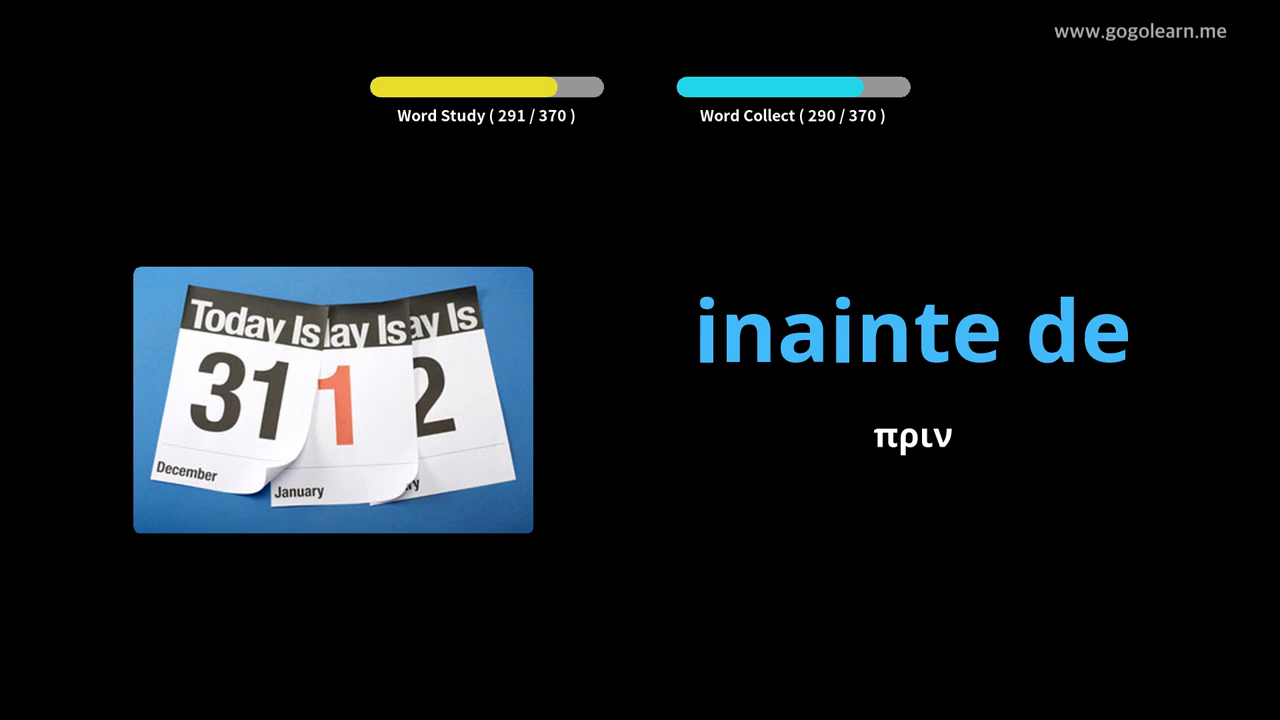 www.gogolearn.me
Word Study ( 291 / 370 )
Word Collect ( 290 / 370 )
Today Is
ay Is
ay Is
31
1
2
December
January
ry
inainte de
πριν